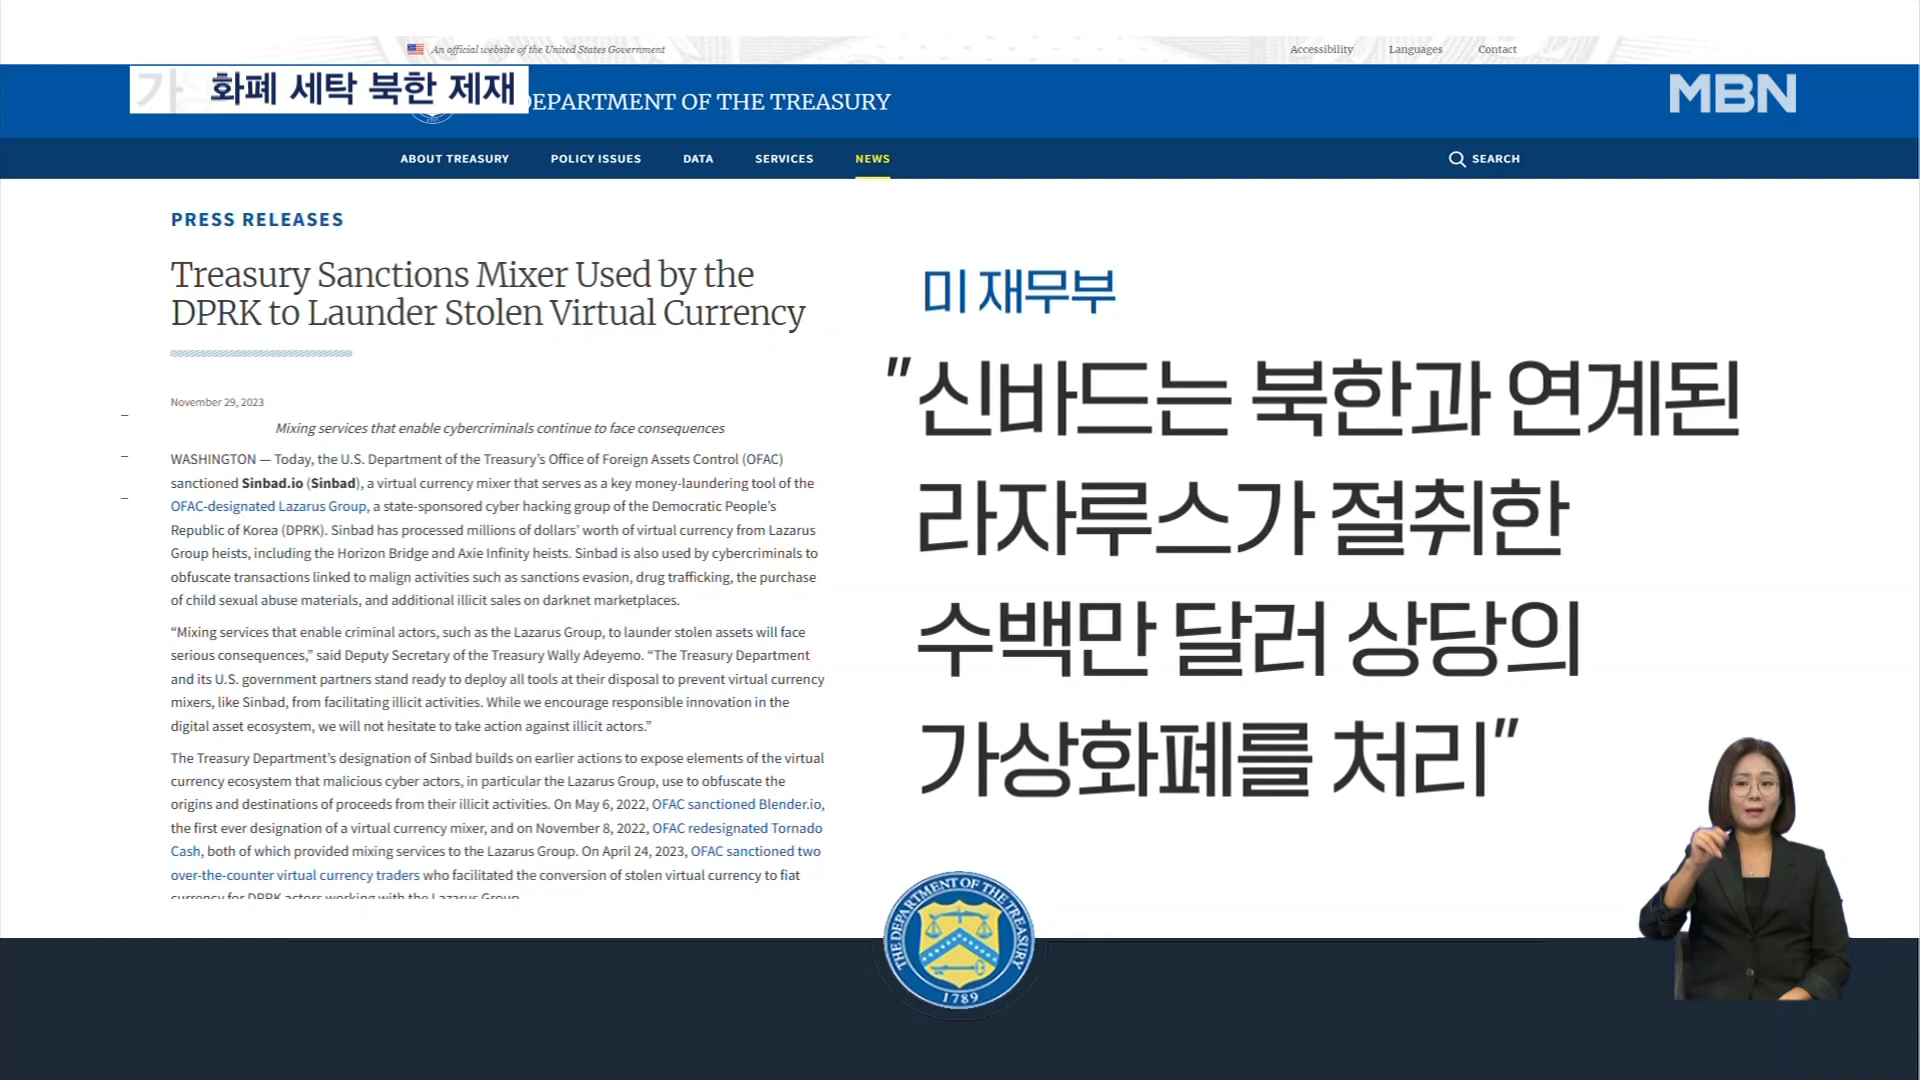 An official website of the United States Government
Accessibility Languages Contact
가 화폐 세탁 북한 제재
DEPARTMENT OF THE TREASURY
MBN
ABOUT TREASURY POLICY ISSUES DATA SERVICES NEWS SEARCH
PRESS RELEASES
Treasury Sanctions Mixer Used by the
DPRK to Launder Stolen Virtual Currency
November 29, 2023
Mixing services that enable cybercriminals continue to face consequences
WASHINGTON — Today, the U.S. Department of the Treasury’s Office of Foreign Assets Control (OFAC)
sanctioned Sinbad.io (Sinbad), a virtual currency mixer that serves as a key money-laundering tool of the
OFAC-designated Lazarus Group, a state-sponsored cyber hacking group of the Democratic People’s
Republic of Korea (DPRK). Sinbad has processed millions of dollars’ worth of virtual currency from Lazarus
Group heists, including the Horizon Bridge and Axie Infinity heists. Sinbad is also used by cybercriminals to
obfuscate transactions linked to malign activities such as sanctions evasion, drug trafficking, the purchase
of child sexual abuse materials, and additional illicit sales on darknet marketplaces.
“Mixing services that enable criminal actors, such as the Lazarus Group, to launder stolen assets will face
serious consequences,” said Deputy Secretary of the Treasury Wally Adeyemo. “The Treasury Department
and its U.S. government partners stand ready to deploy all tools at their disposal to prevent virtual currency
mixers, like Sinbad, from facilitating illicit activities. While we encourage responsible innovation in the
digital asset ecosystem, we will not hesitate to take action against illicit actors.”
The Treasury Department’s designation of Sinbad builds on earlier actions to expose elements of the virtual
currency ecosystem that malicious cyber actors, in particular the Lazarus Group, use to obfuscate the
origins and destinations of proceeds from their illicit activities. On May 6, 2022, OFAC sanctioned Blender.io,
the first ever designation of a virtual currency mixer, and on November 8, 2022, OFAC redesignated Tornado
Cash, both of which provided mixing services to the Lazarus Group. On April 24, 2023, OFAC sanctioned two
over-the-counter virtual currency traders who facilitated the conversion of stolen virtual currency to fiat
currency for DPRK actors working with the Lazarus Group
미 재무부
"신바드는 북한과 연계된
라자루스가 절취한
수백만 달러 상당의
가상화폐를 처리"
THE DEPARTMENT OF THE TREASURY
1789